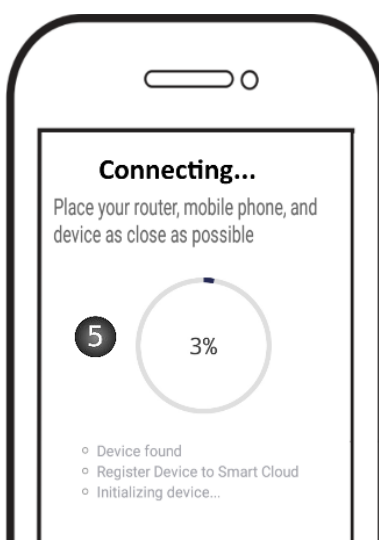 Connecting...
Place your router, mobile phone, and
device as close as possible
5
3%
Device found
Register Device to Smart Cloud
Initializing device...